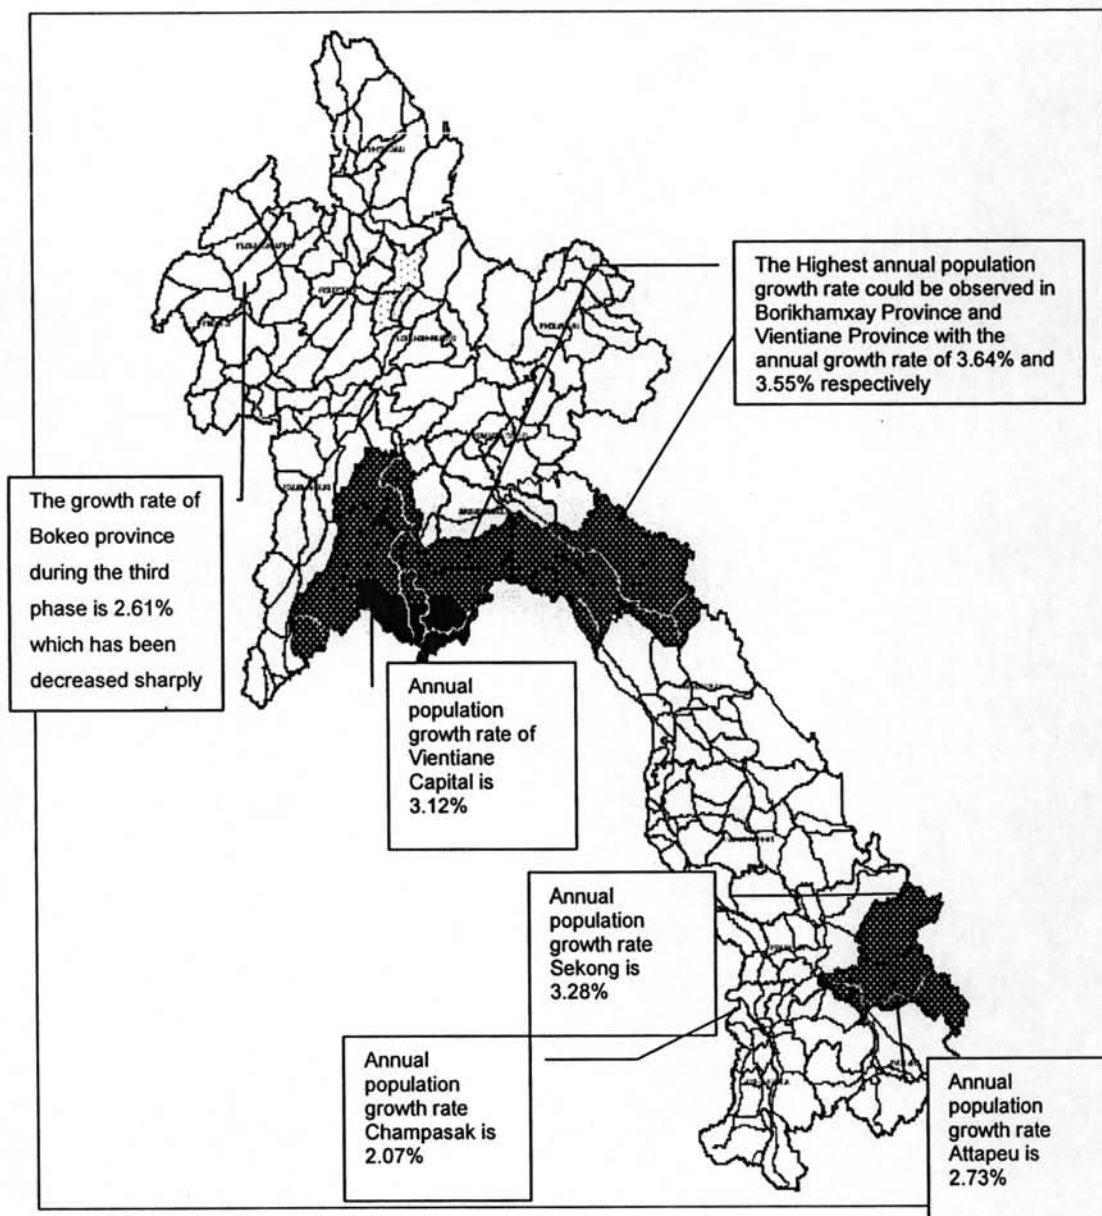 The Highest annual population
growth rate could be observed in
Borikhamxay Province and
Vientiane Province with the
annual growth rate of 3.64% and
3.55% respectively
The growth rate of
Bokeo province
during the third
phase is 2.61%
which has been
decreased sharply
Annual
population
growth rate of
Vientiane
Capital is
3.12%
Annual
population
growth rate
Sekong is
3.28%
Annual
population
growth rate
Champasak is
2.07%
Annual
population
growth rate
Attapeu is
2.73%